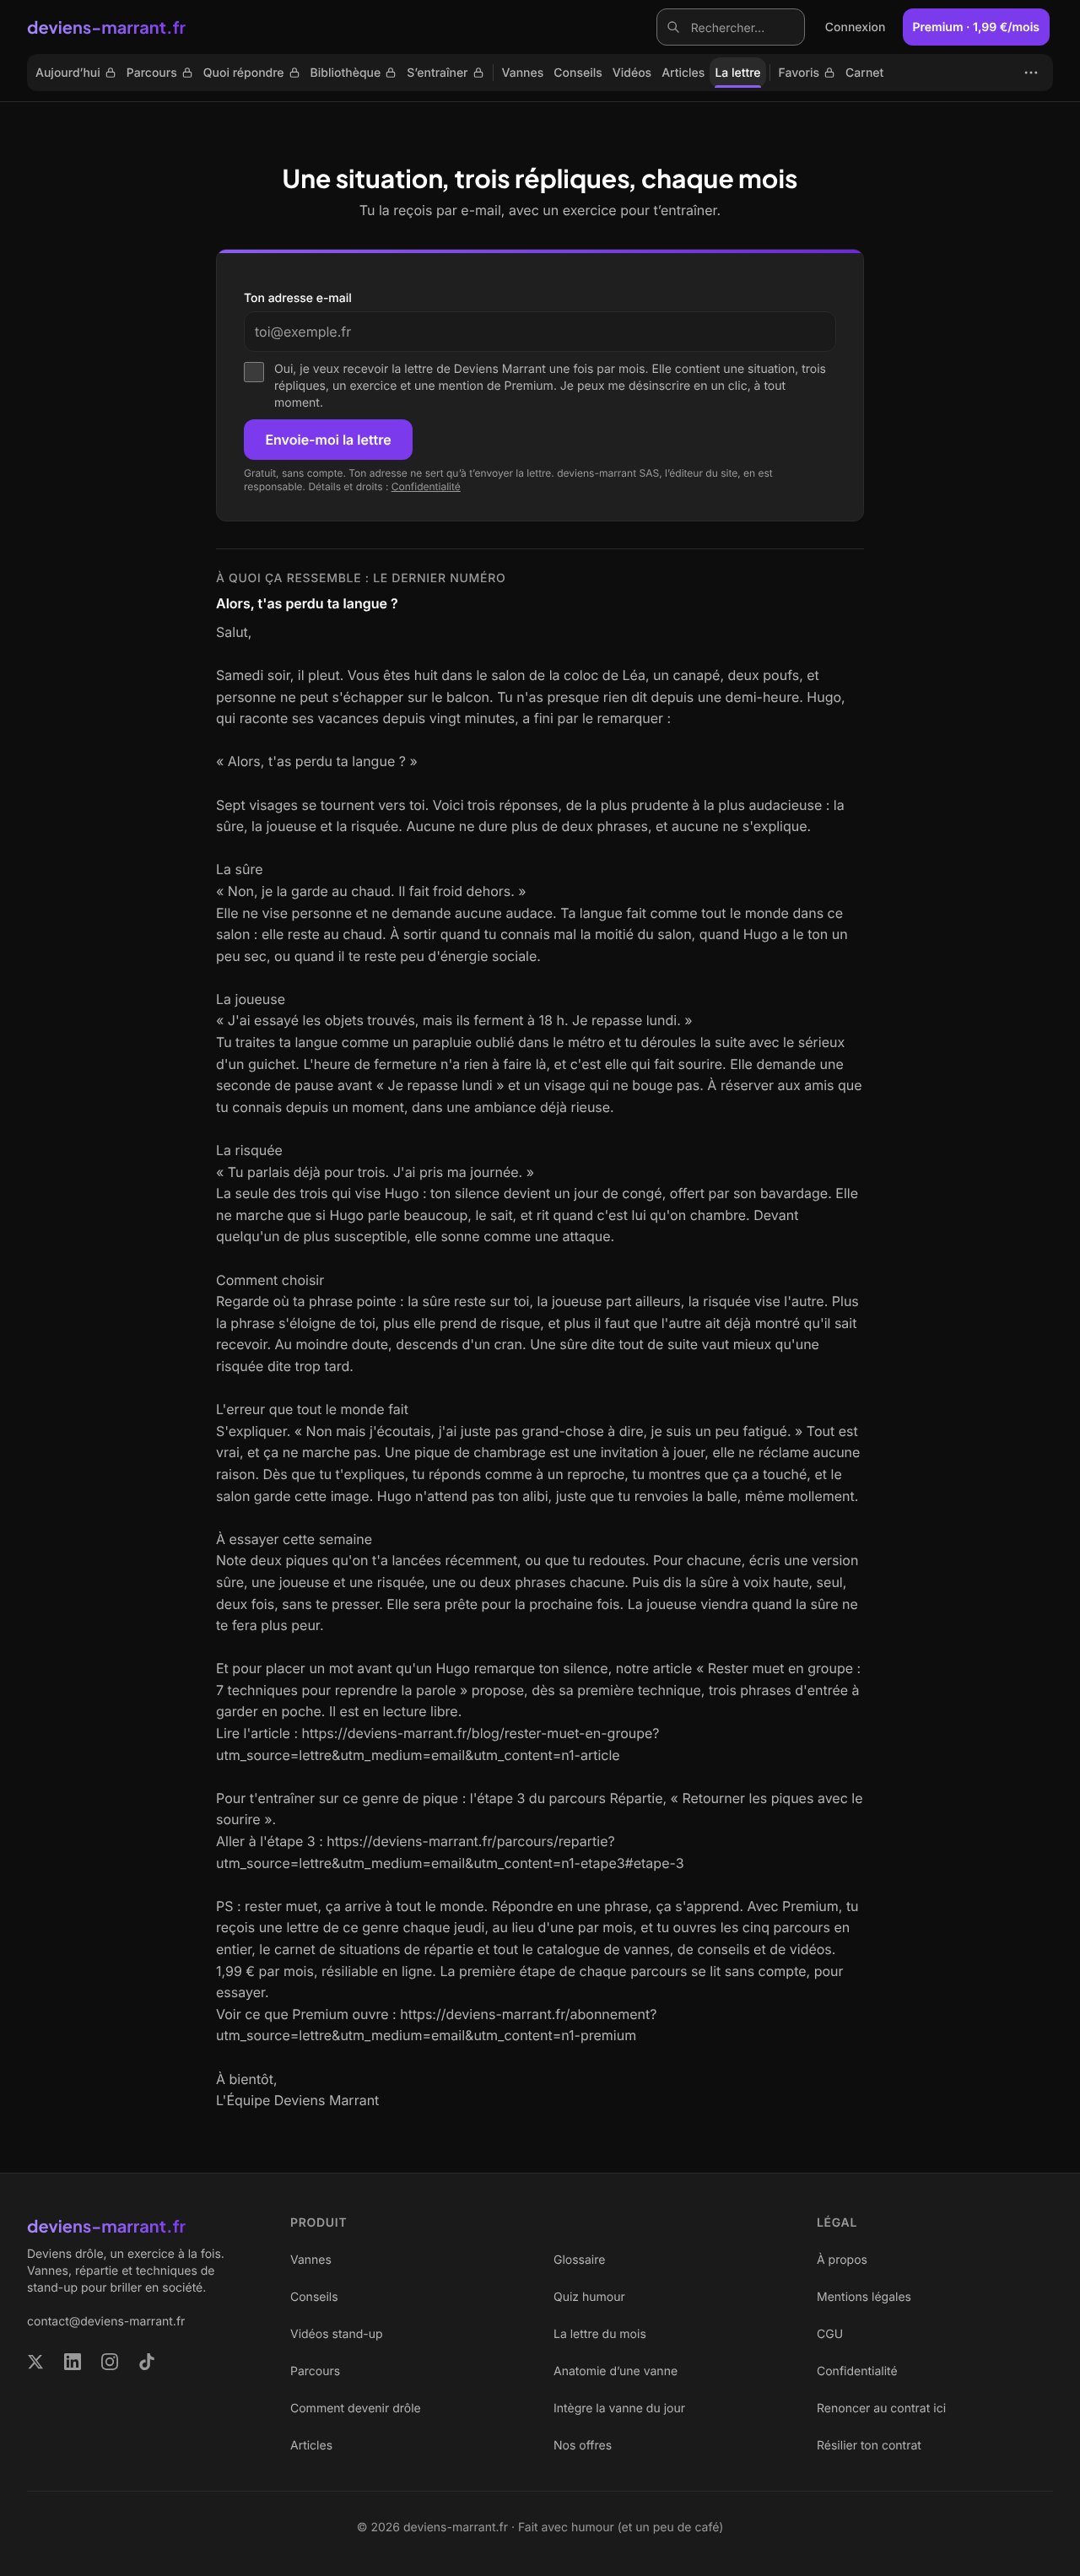 deviens-marrant.fr
Rechercher...
Connexion
Premium · 1,99 €/mois
Aujourd’hui
Parcours
Quoi répondre
Bibliothèque
S’entraîner
Vannes
Conseils
Vidéos
Articles
La lettre
Favoris
Carnet
Une situation, trois répliques, chaque mois
Tu la reçois par e-mail, avec un exercice pour t’entraîner.
Ton adresse e-mail
toi@exemple.fr
Oui, je veux recevoir la lettre de Deviens Marrant une fois par mois. Elle contient une situation, trois
répliques, un exercice et une mention de Premium. Je peux me désinscrire en un clic, à tout
moment.
Envoie-moi la lettre
Gratuit, sans compte. Ton adresse ne sert qu’à t’envoyer la lettre. deviens-marrant SAS, l’éditeur du site, en est
responsable. Détails et droits : Confidentialité
À QUOI ÇA RESSEMBLE : LE DERNIER NUMÉRO
Alors, t'as perdu ta langue ?
Salut,
Samedi soir, il pleut. Vous êtes huit dans le salon de la coloc de Léa, un canapé, deux poufs, et
personne ne peut s'échapper sur le balcon. Tu n'as presque rien dit depuis une demi-heure. Hugo,
qui raconte ses vacances depuis vingt minutes, a fini par le remarquer :
« Alors, t'as perdu ta langue ? »
Sept visages se tournent vers toi. Voici trois réponses, de la plus prudente à la plus audacieuse : la
sûre, la joueuse et la risquée. Aucune ne dure plus de deux phrases, et aucune ne s'explique.
La sûre
« Non, je la garde au chaud. Il fait froid dehors. »
Elle ne vise personne et ne demande aucune audace. Ta langue fait comme tout le monde dans ce
salon : elle reste au chaud. À sortir quand tu connais mal la moitié du salon, quand Hugo a le ton un
peu sec, ou quand il te reste peu d'énergie sociale.
La joueuse
« J'ai essayé les objets trouvés, mais ils ferment à 18 h. Je repasse lundi. »
Tu traites ta langue comme un parapluie oublié dans le métro et tu déroules la suite avec le sérieux
d'un guichet. L'heure de fermeture n'a rien à faire là, et c'est elle qui fait sourire. Elle demande une
seconde de pause avant « Je repasse lundi » et un visage qui ne bouge pas. À réserver aux amis que
tu connais depuis un moment, dans une ambiance déjà rieuse.
La risquée
« Tu parlais déjà pour trois. J'ai pris ma journée. »
La seule des trois qui vise Hugo : ton silence devient un jour de congé, offert par son bavardage. Elle
ne marche que si Hugo parle beaucoup, le sait, et rit quand c'est lui qu'on chambre. Devant
quelqu'un de plus susceptible, elle sonne comme une attaque.
Comment choisir
Regarde où ta phrase pointe : la sûre reste sur toi, la joueuse part ailleurs, la risquée vise l'autre. Plus
la phrase s'éloigne de toi, plus elle prend de risque, et plus il faut que l'autre ait déjà montré qu'il sait
recevoir. Au moindre doute, descends d'un cran. Une sûre dite tout de suite vaut mieux qu'une
risquée dite trop tard.
L'erreur que tout le monde fait
S'expliquer. « Non mais j'écoutais, j'ai juste pas grand-chose à dire, je suis un peu fatigué. » Tout est
vrai, et ça ne marche pas. Une pique de chambrage est une invitation à jouer, elle ne réclame aucune
raison. Dès que tu t'expliques, tu réponds comme à un reproche, tu montres que ça a touché, et le
salon garde cette image. Hugo n'attend pas ton alibi, juste que tu renvoies la balle, même mollement.
À essayer cette semaine
Note deux piques qu'on t'a lancées récemment, ou que tu redoutes. Pour chacune, écris une version
sûre, une joueuse et une risquée, une ou deux phrases chacune. Puis dis la sûre à voix haute, seul,
deux fois, sans te presser. Elle sera prête pour la prochaine fois. La joueuse viendra quand la sûre ne
te fera plus peur.
Et pour placer un mot avant qu'un Hugo remarque ton silence, notre article « Rester muet en groupe :
7 techniques pour reprendre la parole » propose, dès sa première technique, trois phrases d'entrée à
garder en poche. Il est en lecture libre.
Lire l'article : https://deviens-marrant.fr/blog/rester-muet-en-groupe?
utm_source=lettre&utm_medium=email&utm_content=n1-article
Pour t'entraîner sur ce genre de pique : l'étape 3 du parcours Répartie, « Retourner les piques avec le
sourire ».
Aller à l'étape 3 : https://deviens-marrant.fr/parcours/repartie?
utm_source=lettre&utm_medium=email&utm_content=n1-etape3#etape-3
PS : rester muet, ça arrive à tout le monde. Répondre en une phrase, ça s'apprend. Avec Premium, tu
reçois une lettre de ce genre chaque jeudi, au lieu d'une par mois, et tu ouvres les cinq parcours en
entier, le carnet de situations de répartie et tout le catalogue de vannes, de conseils et de vidéos.
1,99 € par mois, résiliable en ligne. La première étape de chaque parcours se lit sans compte, pour
essayer.
Voir ce que Premium ouvre : https://deviens-marrant.fr/abonnement?
utm_source=lettre&utm_medium=email&utm_content=n1-premium
À bientôt,
L'Équipe Deviens Marrant
deviens-marrant.fr
Deviens drôle, un exercice à la fois.
Vannes, répartie et techniques de
stand-up pour briller en société.
contact@deviens-marrant.fr
PRODUIT
Vannes
Conseils
Vidéos stand-up
Parcours
Comment devenir drôle
Articles
Glossaire
Quiz humour
La lettre du mois
Anatomie d’une vanne
Intègre la vanne du jour
Nos offres
LÉGAL
À propos
Mentions légales
CGU
Confidentialité
Renoncer au contrat ici
Résilier ton contrat
© 2026 deviens-marrant.fr · Fait avec humour (et un peu de café)